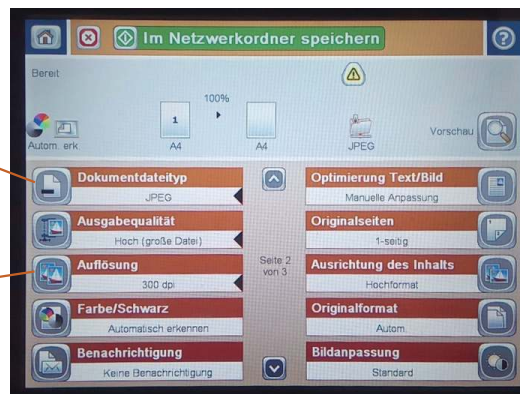 Im Netzwerkordner speichern
?
Bereit
100%
1
Autom. erk.
A4
A4
JPEG
Vorschau
Dokumentdateityp
JPEG
Ausgabequalität
Hoch (große Datei)
Auflösung
300 dpi
Farbe/Schwarz
Automatisch erkennen
Benachrichtigung
Keine Benachrichtigung
Seite 2
von 3
Optimierung Text/Bild
Manuelle Anpassung
Originalseiten
1-seitig
Ausrichtung des Inhalts
Hochformat
Originalformat
Autom.
Bildanpassung
Standard